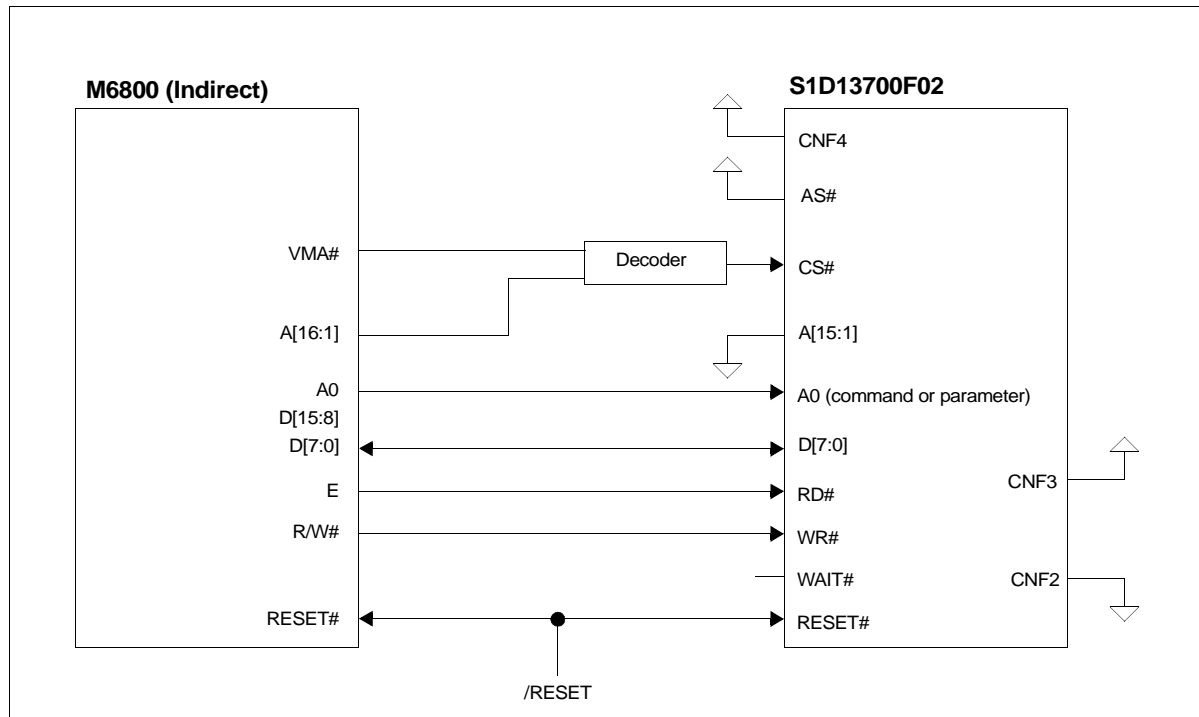 M6800 (Indirect)
VMA#
A[16:1]
A0
D[15:8]
D[7:0]
E
R/W#
RESET#
Decoder
/RESET
S1D13700F02
CNF4
AS#
CS#
A[15:1]
A0 (command or parameter)
D[7:0]
RD#
WR#
WAIT#
RESET#
CNF3
CNF2